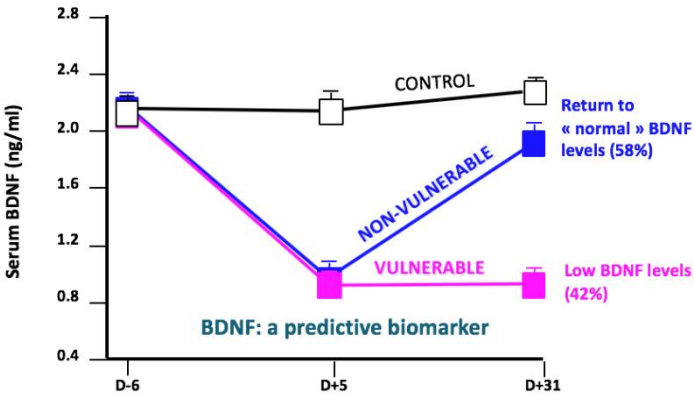 2.8
2.4
2.0
1.6
1.2
0.8
0.4
Serum BDNF (ng/ml)
CONTROL
NON-VULNERABLE
VULNERABLE
Return to
« normal » BDNF
levels (58%)
Low BDNF levels
(42%)
BDNF: a predictive biomarker
D-6
D+5
D+31